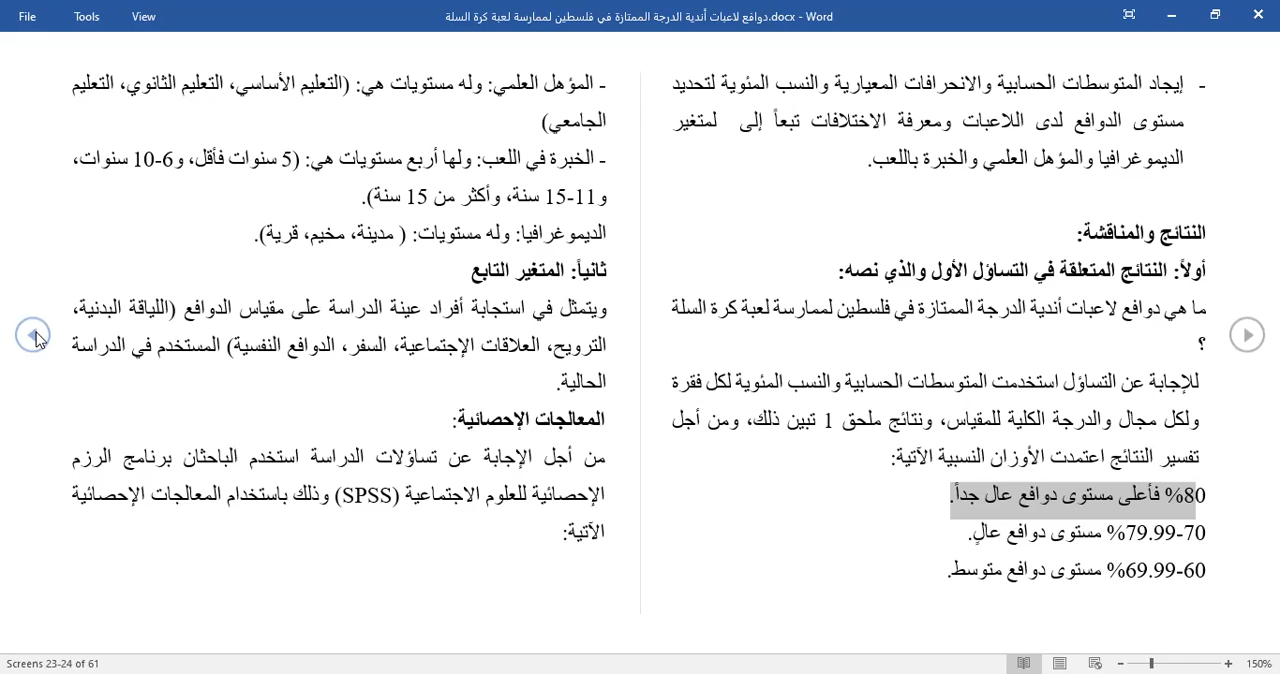 File Tools View
دوافع لاعبات أندية الدرجة الممتازة في فلسطين لممارسة لعبة كرة السلة.docx - Word
- المؤهل العلمي: وله مستويات هي: (التعليم الأساسي، التعليم الثانوي، التعليم
الجامعي)
- الخبرة في اللعب: ولها أربع مستويات هي: (5 سنوات فأقل، و6-10 سنوات،
و11-15 سنة، وأكثر من 15 سنة).
الديموغرافيا: وله مستويات: ( مدينة، مخيم، قرية).
ثانياً: المتغير التابع
ويتمثل في استجابة أفراد عينة الدراسة على مقياس الدوافع (اللياقة البدنية،
الترويح، العلاقات الإجتماعية، السفر، الدوافع النفسية) المستخدم في الدراسة
الحالية.
المعالجات الإحصائية:
من أجل الإجابة عن تساؤلات الدراسة استخدم الباحثان برنامج الرزم
الإحصائية للعلوم الاجتماعية (SPSS) وذلك باستخدام المعالجات الإحصائية
الآتية:
- إيجاد المتوسطات الحسابية والانحرافات المعيارية والنسب المئوية لتحديد
مستوى الدوافع لدى اللاعبات ومعرفة الاختلافات تبعاً إلى لمتغير
الديموغرافيا والمؤهل العلمي والخبرة باللعب.
النتائج والمناقشة:
أولاً: النتائج المتعلقة في التساؤل الأول والذي نصه:
ما هي دوافع لاعبات أندية الدرجة الممتازة في فلسطين لممارسة لعبة كرة السلة
؟
للإجابة عن التساؤل استخدمت المتوسطات الحسابية والنسب المئوية لكل فقرة
ولكل مجال والدرجة الكلية للمقياس، ونتائج ملحق 1 تبين ذلك، ومن أجل
تفسير النتائج اعتمدت الأوزان النسبية الآتية:
80% فأعلى مستوى دوافع عال جداً.
70-79.99% مستوى دوافع عالٍ.
60-69.99% مستوى دوافع متوسط.
Screens 23-24 of 61
150%